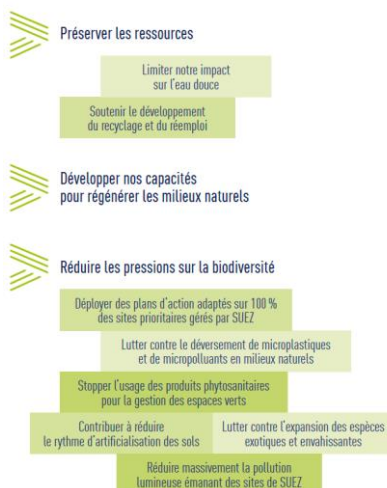 Préserver les ressources
Limiter notre impact
sur l'eau douce
Soutenir le développement
du recyclage et du réemploi
Développer nos capacités
pour régénérer les milieux naturels
Réduire les pressions sur la biodiversité
Déployer des plans d'action adaptés sur 100 %
des sites prioritaires gérés par SUEZ
Lutter contre le déversement de microplastiques
et de micropolluants en milieux naturels
Stopper l'usage des produits phytosanitaires
pour la gestion des espaces verts
Contribuer à réduire
le rythme d'artificialisation des sols
Lutter contre l'expansion des espèces
exotiques et envahissantes
Réduire massivement la pollution
lumineuse émanant des sites de SUEZ